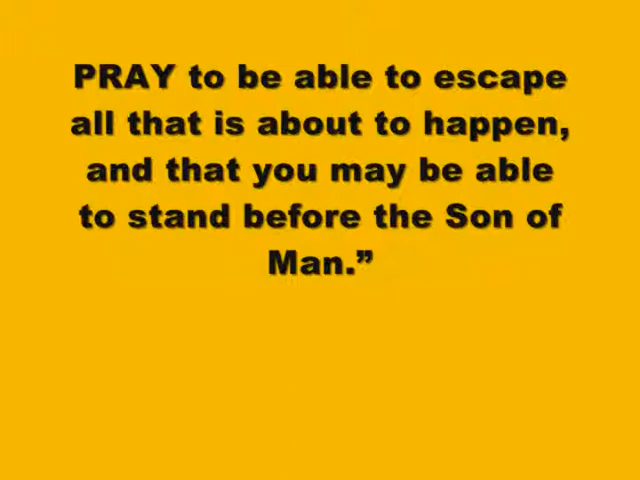 PRAY to be able to escape
all that is about to happen,
and that you may be able
to stand before the Son of
Man.”